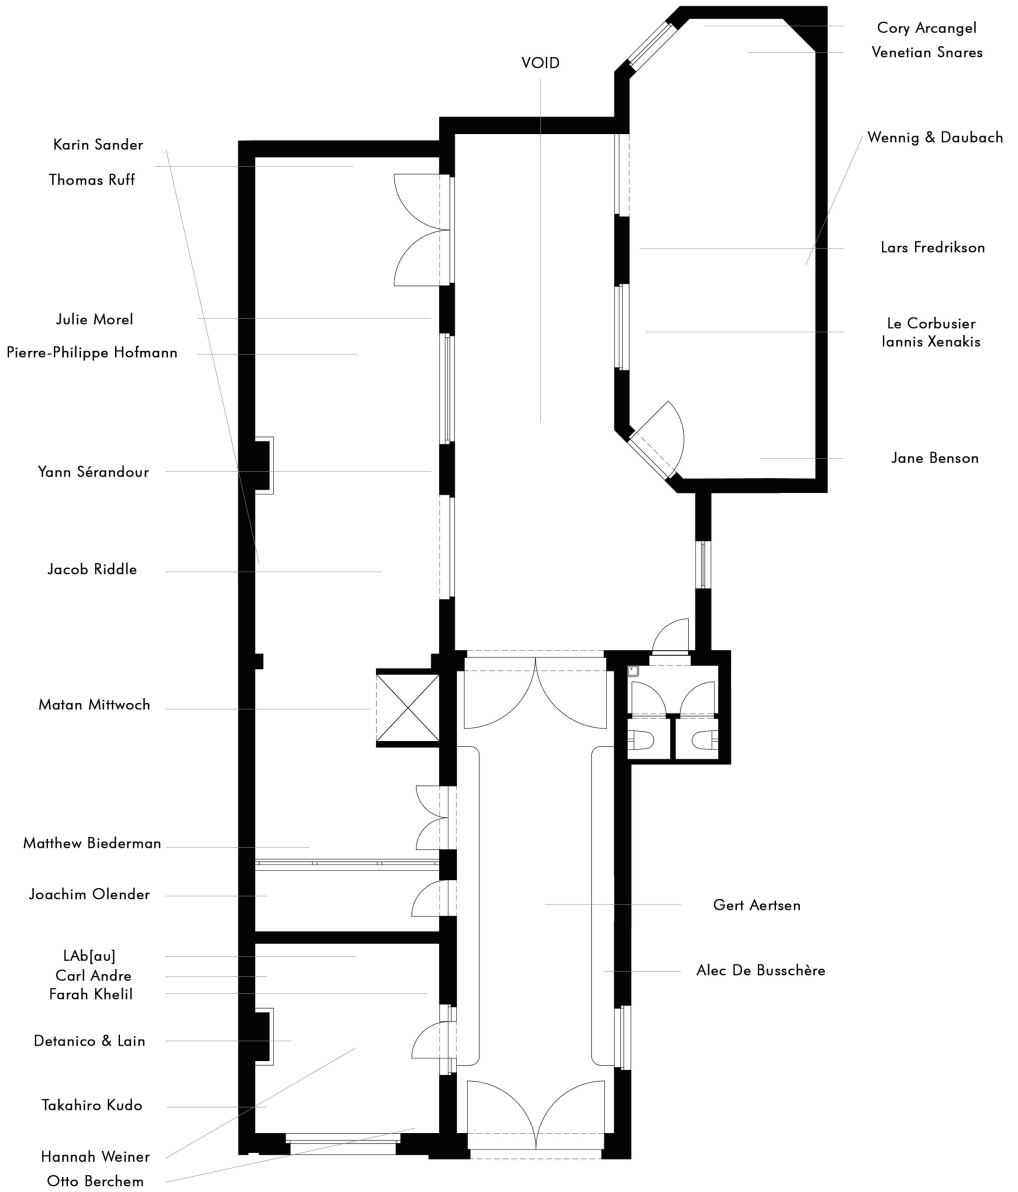 VOID
Cory Arcangel
Venetian Snares
Wennig & Daubach
Lars Fredrikson
Le Corbusier
Iannis Xenakis
Jane Benson
Karin Sander
Thomas Ruff
Julie Morel
Pierre-Philippe Hofmann
Yann Sérandour
Jacob Riddle
Matan Mittwoch
Matthew Biederman
Joachim Olender
LAb[au]
Carl Andre
Farah Khelil
Detanico & Lain
Takahiro Kudo
Hannah Weiner
Otto Berchem
Gert Aertsen
Alec De Busschère